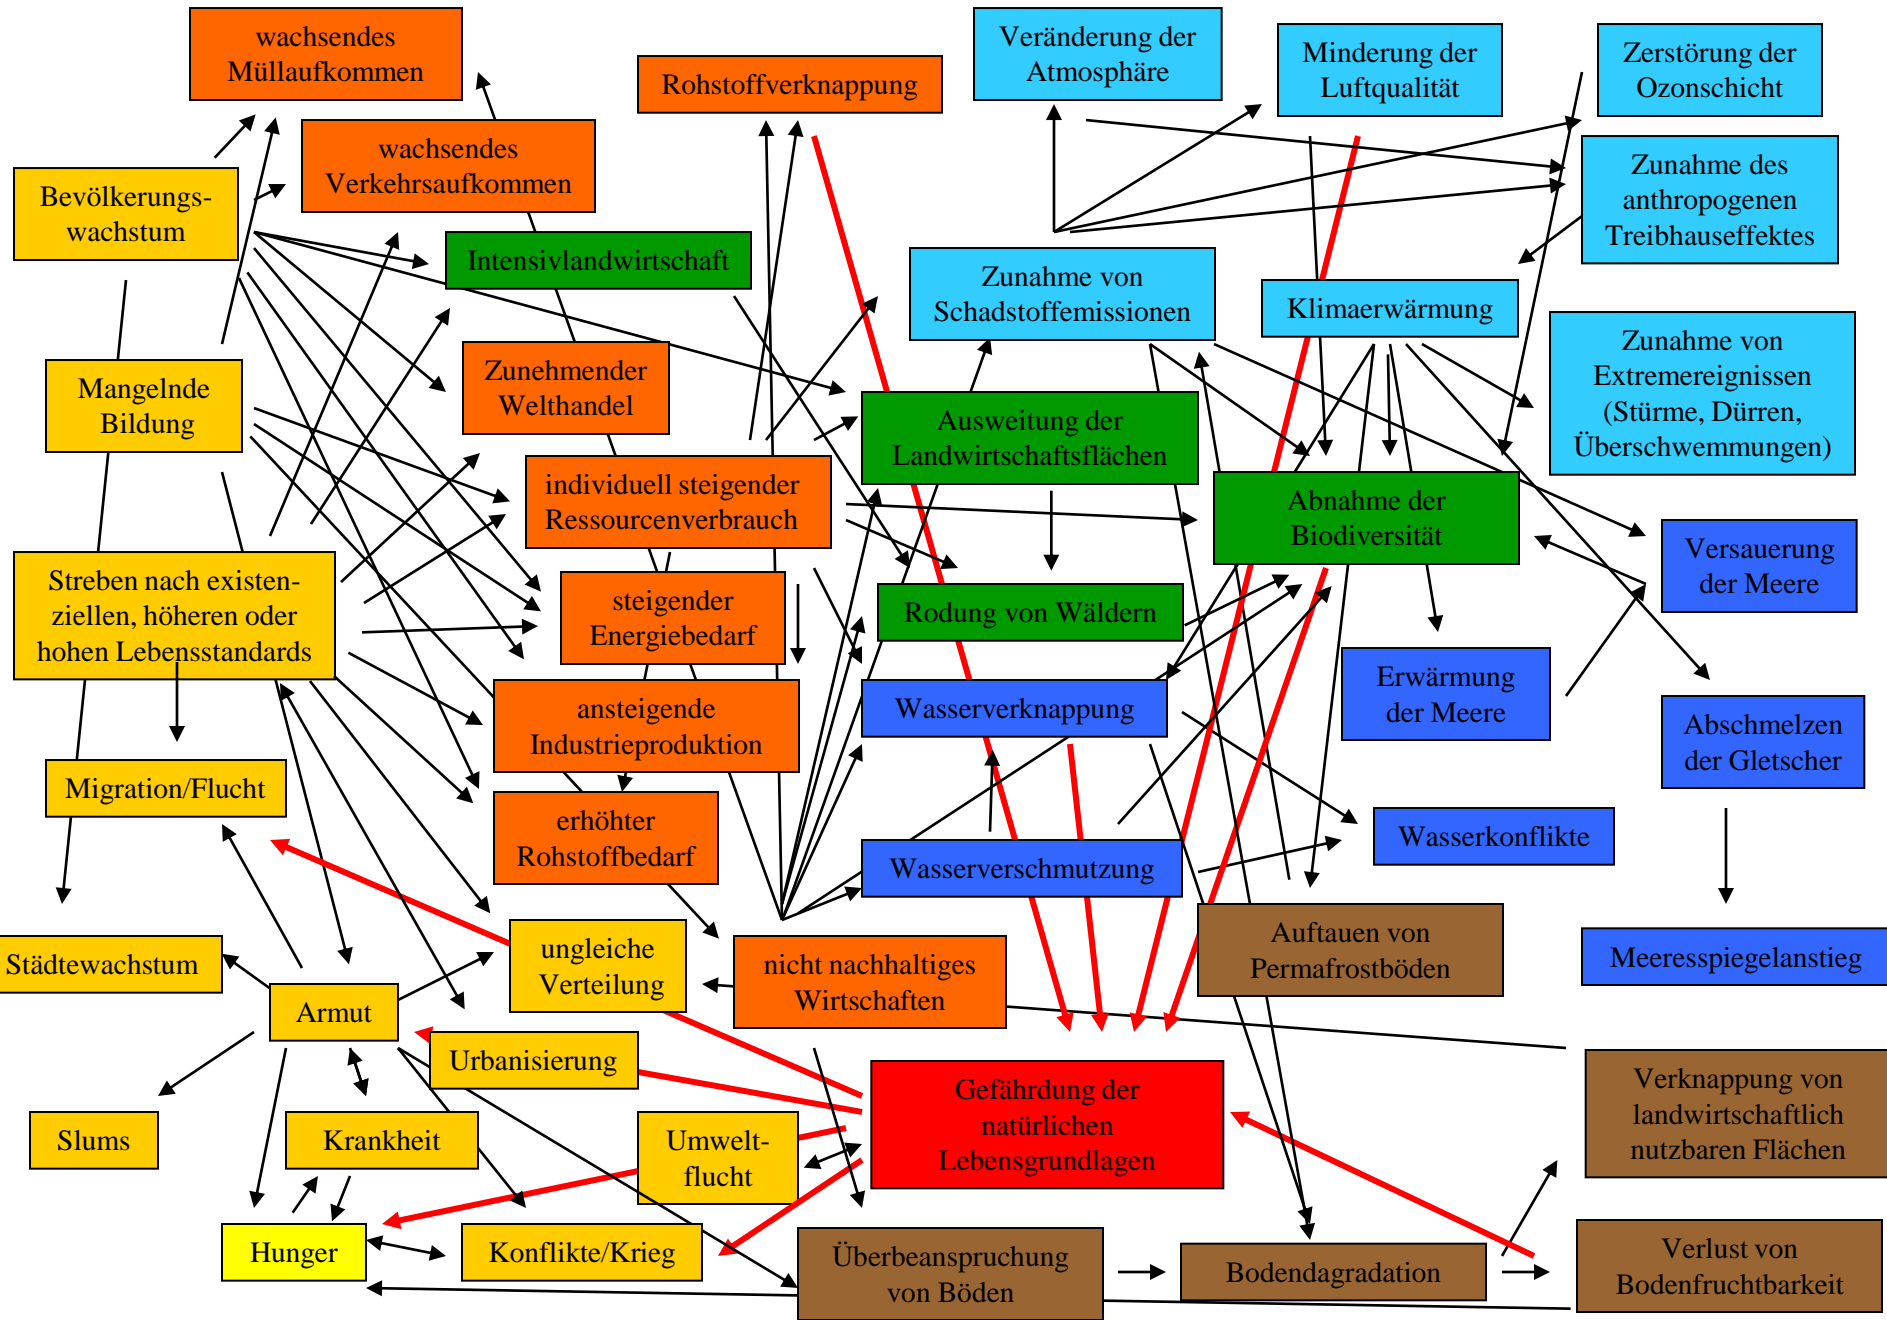 wachsendes
Müllaufkommen
Rohstoffverknappung
Veränderung der
Atmosphäre
Minderung der
Luftqualität
Zerstörung der
Ozonschicht
wachsendes
Verkehrsaufkommen
Zunahme des
anthropogenen
Treibhauseffektes
Bevölkerungs-
wachstum
Intensivlandwirtschaft
Zunahme von
Schadstoffemissionen
Klimaerwärmung
Zunahme von
Extremereignissen
(Stürme, Dürren,
Überschwemmungen)
Mangelnde
Bildung
Zunehmender
Welthandel
Ausweitung der
Landwirtschaftsflächen
individuell steigender
Ressourcenverbrauch
Abnahme der
Biodiversität
Versauerung
der Meere
Streben nach existen-
ziellen, höheren oder
hohen Lebensstandards
steigender
Energiebedarf
Rodung von Wäldern
Erwärmung
der Meere
ansteigende
Industrieproduktion
Wasserverknappung
Abschmelzen
der Gletscher
Migration/Flucht
erhöhter
Rohstoffbedarf
Wasserverschmutzung
Wasserkonflikte
Städtewachstum
ungleiche
Verteilung
nicht nachhaltiges
Wirtschaften
Auftauen von
Permafrostböden
Meeresspiegelanstieg
Armut
Urbanisierung
Gefährdung der
natürlichen
Lebensgrundlagen
Verknappung von
landwirtschaftlich
nutzbaren Flächen
Slums
Krankheit
Umwelt-
flucht
Hunger
Konflikte/Krieg
Überbeanspruchung
von Böden
Bodendagradation
Verlust von
Bodenfruchtbarkeit